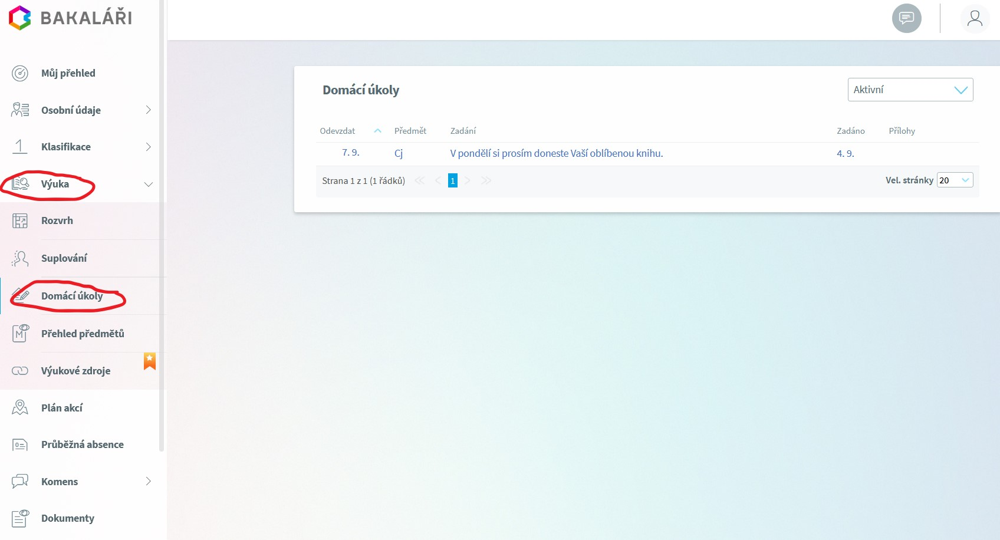 BAKALÁŘI
Můj přehled
Osobní údaje
Klasifikace
Výuka
Rozvrh
Suplování
Domácí úkoly
Přehled předmětů
Výukové zdroje
Plán akcí
Průběžná absence
Komens
Dokumenty
Domácí úkoly
Aktivní
Odevzdat Předmět Zadání Zadáno Přílohy
7. 9. Cj V pondělí si prosím doneste Vaší oblíbenou knihu. 4. 9.
Strana 1 z 1 (1 řádků) 1 Vel. stránky 20